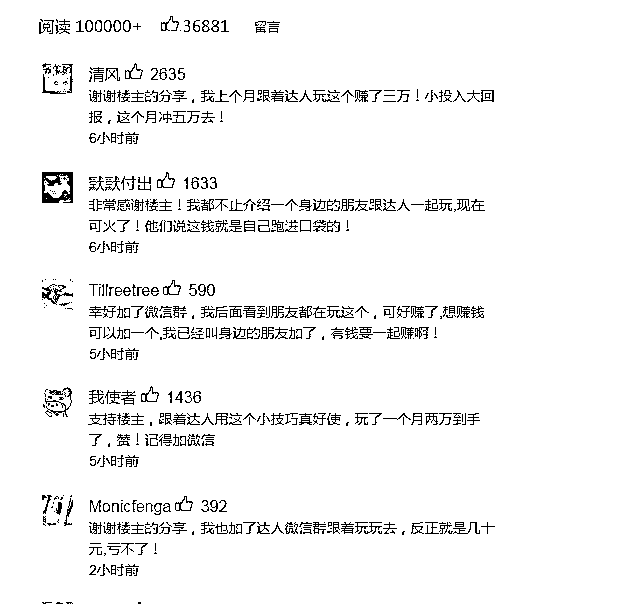 阅读 100000+ 36881 留言
清风 2635
谢谢楼主的分享，我上个月跟着达人玩这个赚了三万！小投入大回
报，这个月冲五万去！
6小时前
默默付出 1633
非常感谢楼主！我都不止介绍一个身边的朋友跟达人一起玩,现在
可火了！他们说这钱就是自己跑进口袋的！
6小时前
Tillreetree 590
幸好加了微信群，我后面看到朋友都在玩这个，可好赚了,想赚钱
可以加一个,我已经叫身边的朋友加了，有钱要一起赚啊！
5小时前
我使者 1436
支持楼主，跟着达人用这个小技巧真好使，玩了一个月两万到手
了，赞！记得加微信
5小时前
Monicfenga 392
谢谢楼主的分享，我也加了达人微信群跟着玩玩去，反正就是几十
元,亏不了！
2小时前